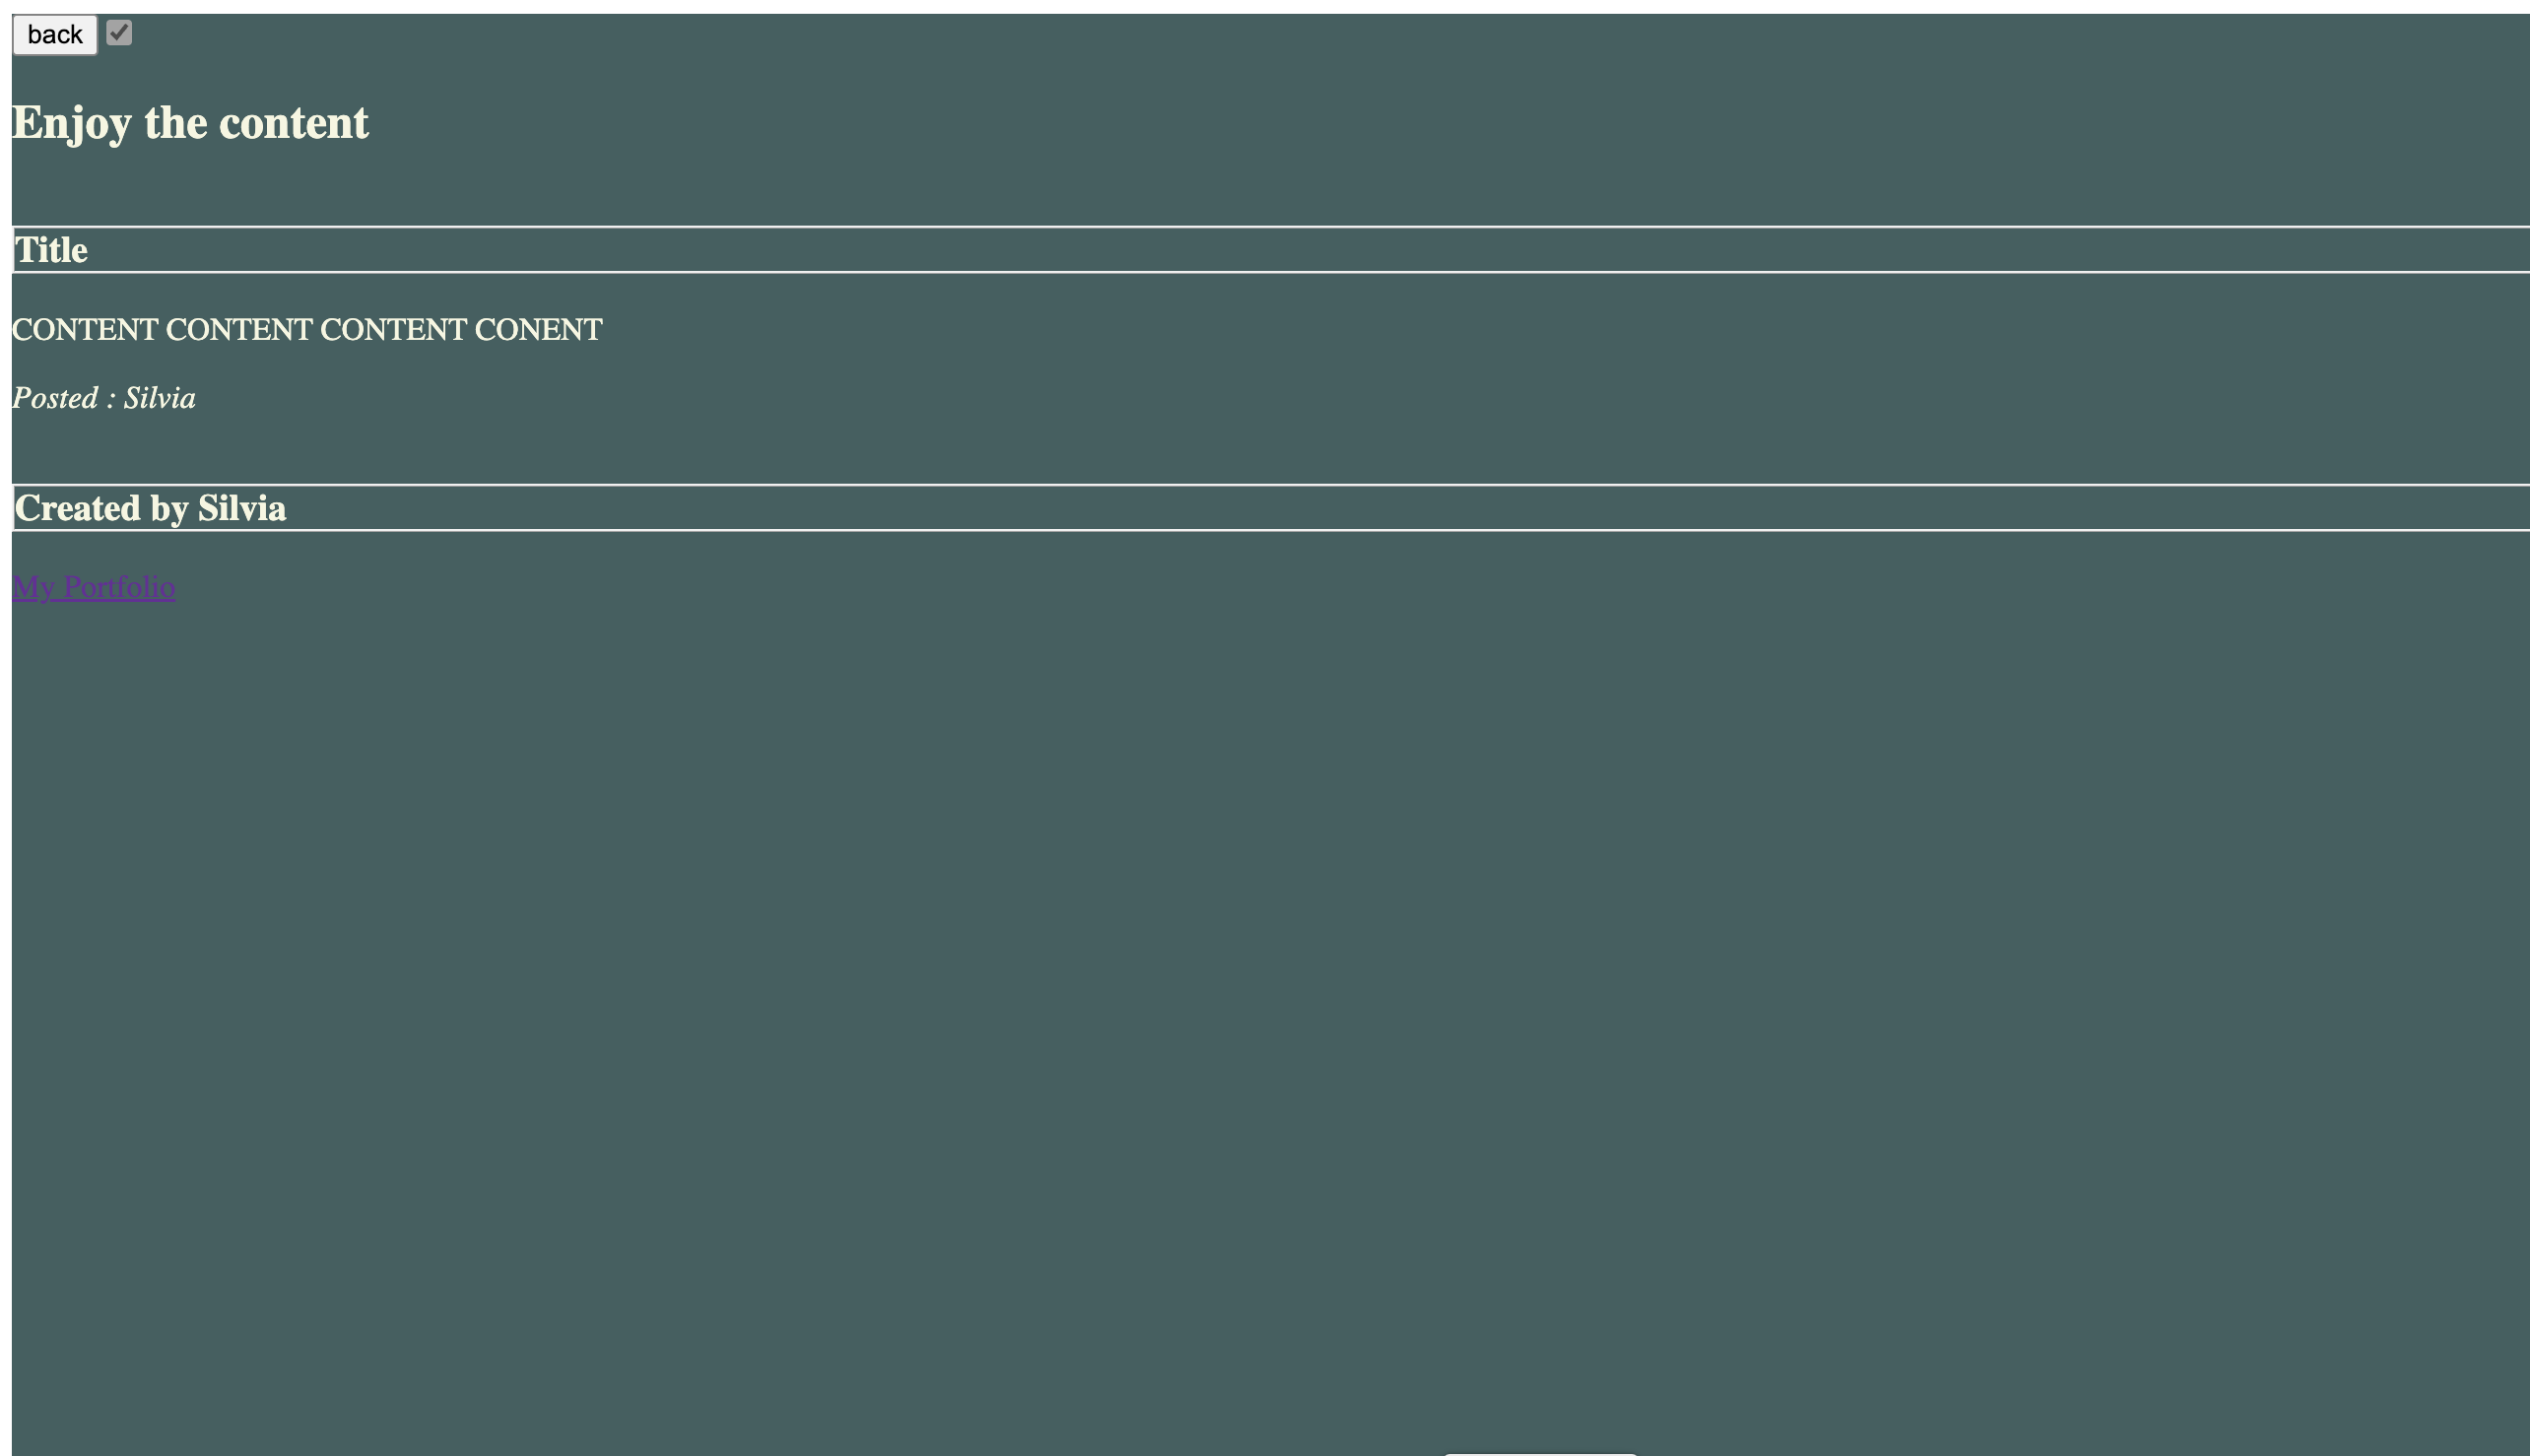 back
Enjoy the content
Title
CONTENT CONTENT CONTENT CONENT
Posted : Silvia
Created by Silvia
My Portfolio